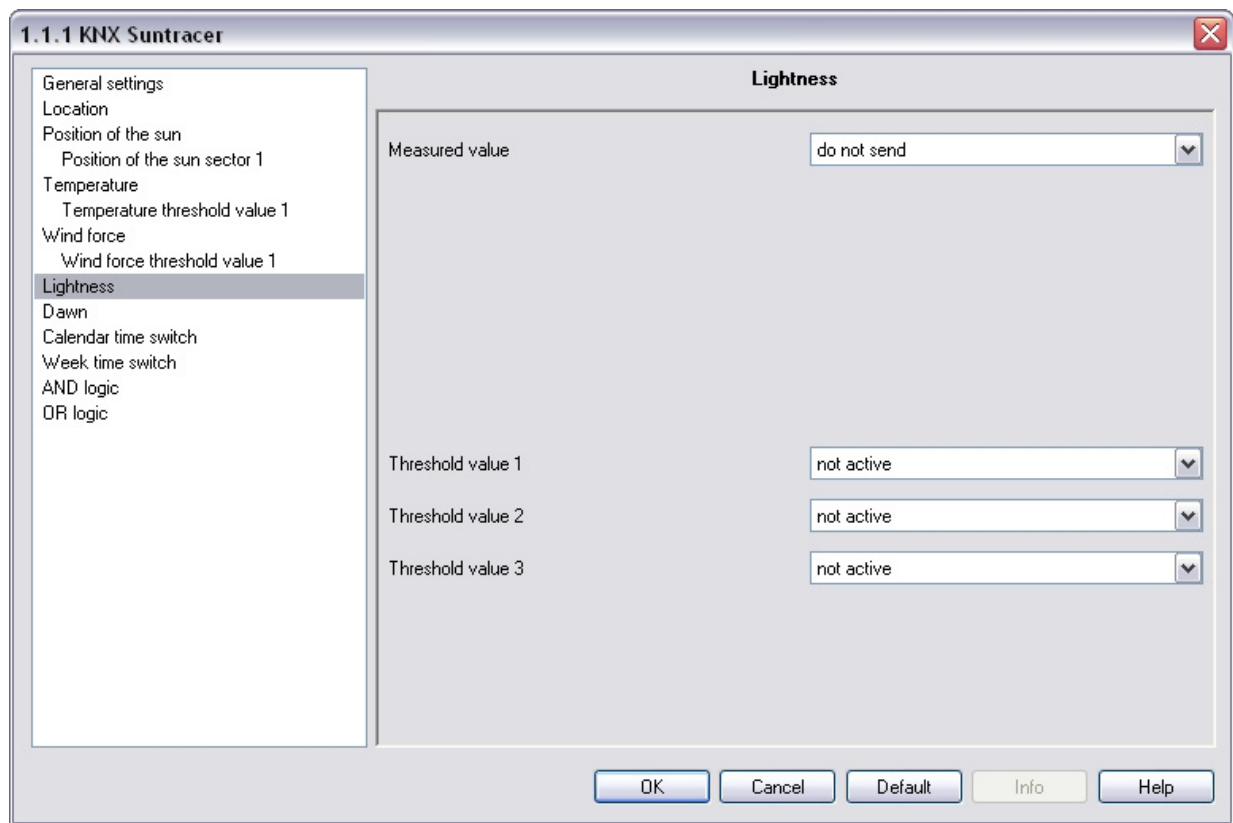 1.1.1 KNX Suntracer
General settings
Location
Position of the sun
Position of the sun sector 1
Temperature
Temperature threshold value 1
Wind force
Wind force threshold value 1
Lightness
Dawn
Calendar time switch
Week time switch
AND logic
OR logic
Lightness
Measured value do not send
Threshold value 1 not active
Threshold value 2 not active
Threshold value 3 not active
OK Cancel Default Info Help